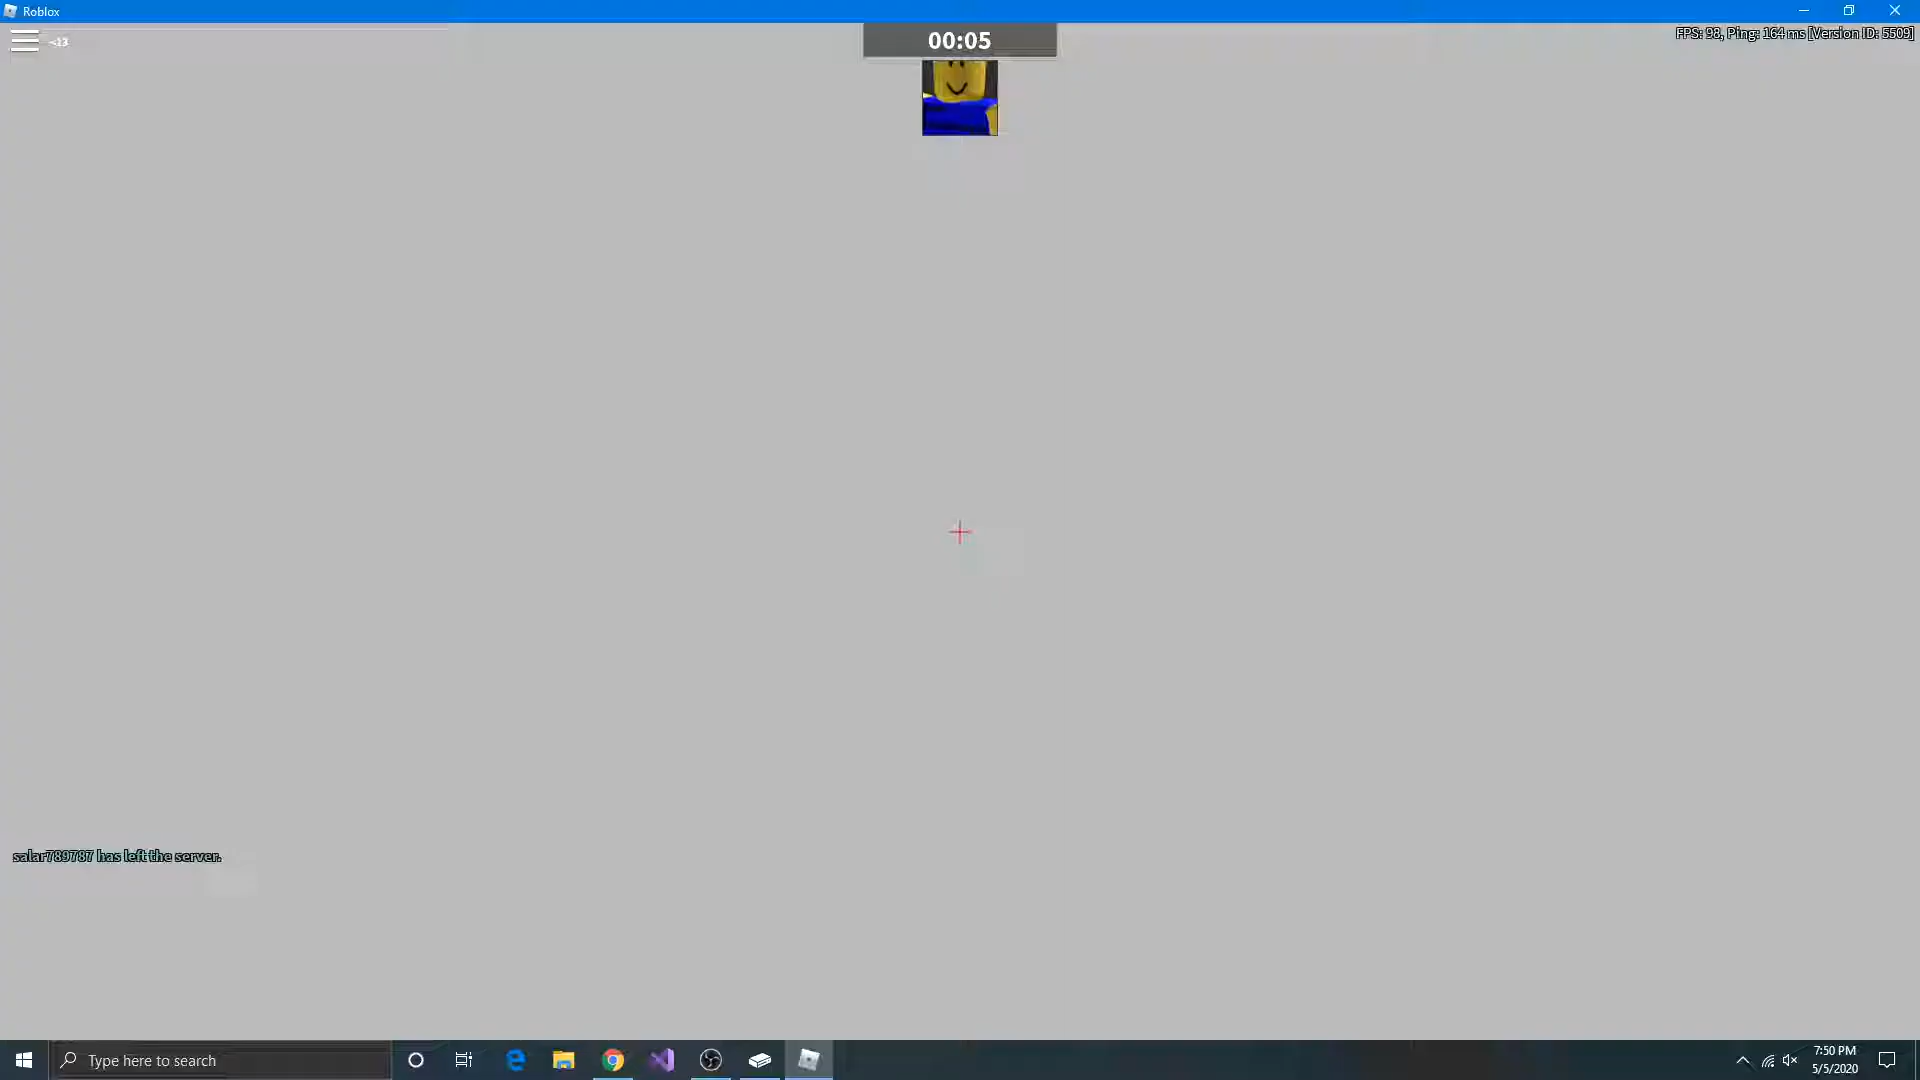 Roblox
<13
00:05
FPS: 98, Ping: 164 ms [Version ID: 5509]
salar789787 has left the server.
Type here to search
7:50 PM
5/5/2020